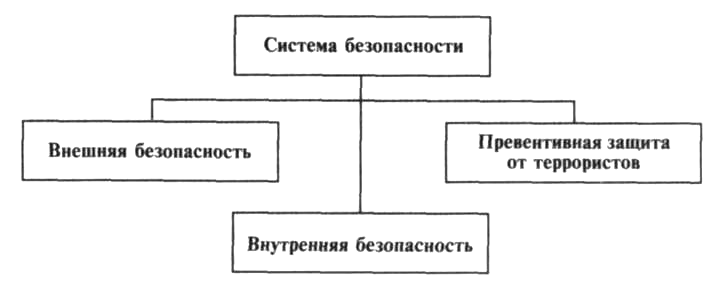 Система безопасности
Внешняя безопасность
Превентивная защита
от террористов
Внутренняя безопасность